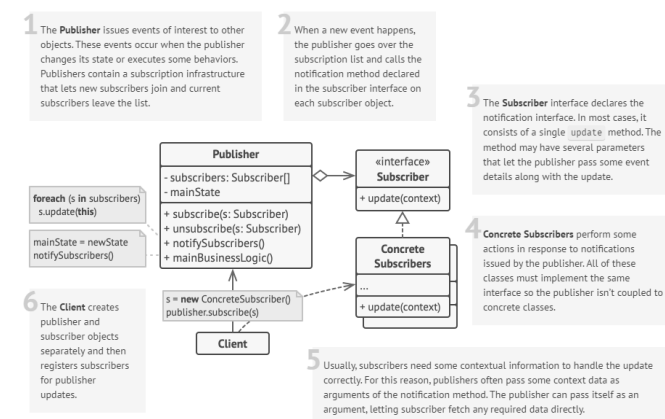 1
The Publisher issues events of interest to other
objects. These events occur when the publisher
changes its state or executes some behaviors.
Publishers contain a subscription infrastructure
that lets new subscribers join and current
subscribers leave the list.
2
When a new event happens,
the publisher goes over the
subscription list and calls the
notification method declared
in the subscriber interface on
each subscriber object.
3
The Subscriber interface declares the
notification interface. In most cases, it
consists of a single update method. The
method may have several parameters
that let the publisher pass some event
details along with the update.
Publisher
- subscribers: Subscriber[]
- mainState
+ subscribe(s: Subscriber)
+ unsubscribe(s: Subscriber)
+ notifySubscribers()
+ mainBusinessLogic()
«interface»
Subscriber
+ update(context)
foreach (s in subscribers)
s.update(this)
mainState = newState
notifySubscribers()
Concrete
Subscribers
...
+ update(context)
4
Concrete Subscribers perform some
actions in response to notifications
issued by the publisher. All of these
classes must implement the same
interface so the publisher isn't coupled to
concrete classes.
s = new ConcreteSubscriber()
publisher.subscribe(s)
Client
6
The Client creates
publisher and
subscriber objects
separately and then
registers subscribers
for publisher
updates.
5
Usually, subscribers need some contextual information to handle the update
correctly. For this reason, publishers often pass some context data as
arguments of the notification method. The publisher can pass itself as an
argument, letting subscriber fetch any required data directly.